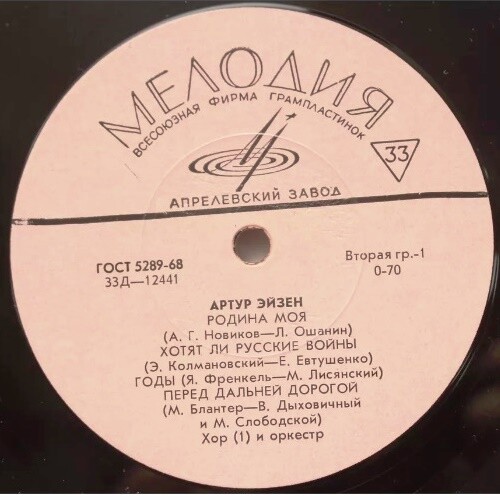 МЕЛОДИЯ
ВСЕСОЮЗНАЯ ФИРМА ГРАМПЛАСТИНОК
33
АПРЕЛЕВСКИЙ ЗАВОД
ГОСТ 5289-68
33Д—12441
Вторая гр.-1
0-70
АРТУР ЭЙЗЕН
РОДИНА МОЯ
(А. Г. Новиков—Л. Ошанин)
ХОТЯТ ЛИ РУССКИЕ ВОЙНЫ
(Э. Колмановский—Е. Евтушенко)
ГОДЫ (Я. Френкель—М. Лисянский)
ПЕРЕД ДАЛЬНЕЙ ДОРОГОЙ
(М. Блантер—В. Дыховичный
и М. Слободской)
Хор (1) и оркестр